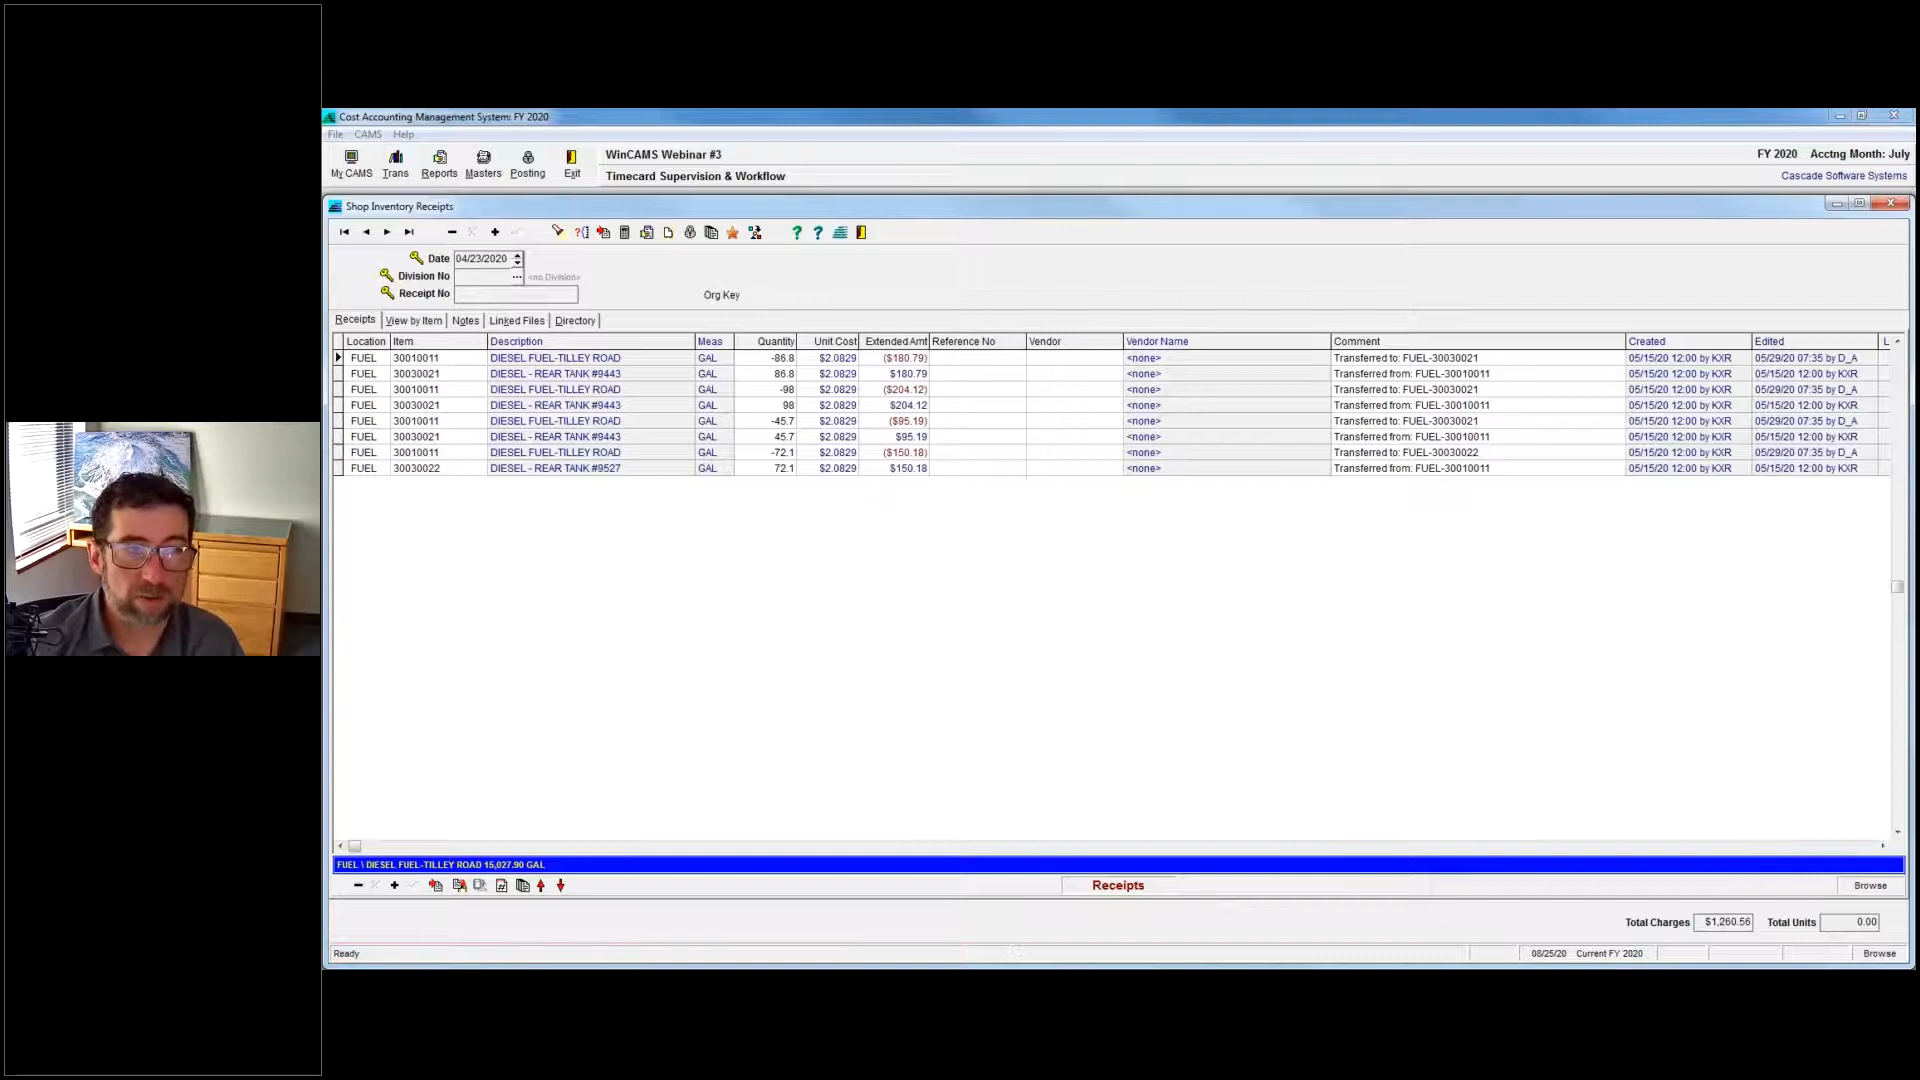 Cost Accounting Management System: FY 2020
File CAMS Help
My CAMS Trans Reports Masters Posting Exit
WinCAMS Webinar #3
Timecard Supervision & Workflow
FY 2020 Acctng Month: July
Cascade Software Systems
Shop Inventory Receipts
Date 04/23/2020
Division No <no Division>
Receipt No
Org Key
Receipts View by Item Notes Linked Files Directory
Location Item Description Meas Quantity Unit Cost Extended Amt Reference No Vendor Vendor Name Comment Created Edited L
FUEL 30010011 DIESEL FUEL-TILLEY ROAD GAL -86.8 $2.0829 ($180.79) <none> Transferred to: FUEL-30030021 05/15/20 12:00 by KXR 05/29/20 07:35 by D_A
FUEL 30030021 DIESEL - REAR TANK #9443 GAL 86.8 $2.0829 $180.79 <none> Transferred from: FUEL-30010011 05/15/20 12:00 by KXR 05/15/20 12:00 by KXR
FUEL 30010011 DIESEL FUEL-TILLEY ROAD GAL -98 $2.0829 ($204.12) <none> Transferred to: FUEL-30030021 05/15/20 12:00 by KXR 05/29/20 07:35 by D_A
FUEL 30030021 DIESEL - REAR TANK #9443 GAL 98 $2.0829 $204.12 <none> Transferred from: FUEL-30010011 05/15/20 12:00 by KXR 05/15/20 12:00 by KXR
FUEL 30010011 DIESEL FUEL-TILLEY ROAD GAL -45.7 $2.0829 ($95.19) <none> Transferred to: FUEL-30030021 05/15/20 12:00 by KXR 05/29/20 07:35 by D_A
FUEL 30030021 DIESEL - REAR TANK #9443 GAL 45.7 $2.0829 $95.19 <none> Transferred from: FUEL-30010011 05/15/20 12:00 by KXR 05/15/20 12:00 by KXR
FUEL 30010011 DIESEL FUEL-TILLEY ROAD GAL -72.1 $2.0829 ($150.18) <none> Transferred to: FUEL-30030022 05/15/20 12:00 by KXR 05/29/20 07:35 by D_A
FUEL 30030022 DIESEL - REAR TANK #9527 GAL 72.1 $2.0829 $150.18 <none> Transferred from: FUEL-30010011 05/15/20 12:00 by KXR 05/15/20 12:00 by KXR
FUEL \ DIESEL FUEL-TILLEY ROAD 15,027.90 GAL
Receipts Browse
Total Charges $1,260.56 Total Units 0.00
Ready 08/25/20 Current FY 2020 Browse